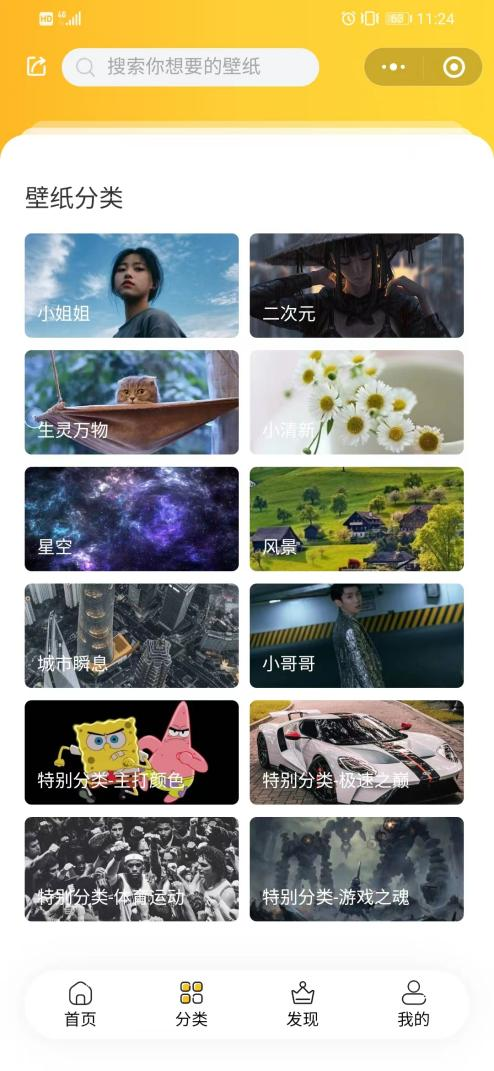 HD 4G 60 11:24
搜索你想要的壁纸
壁纸分类
小姐姐 二次元
生灵万物 小清新
星空 风景
城市瞬息 小哥哥
特别分类-主打颜色 特别分类-极速之巅
特别分类-体育运动 特别分类-游戏之魂
首页 分类 发现 我的